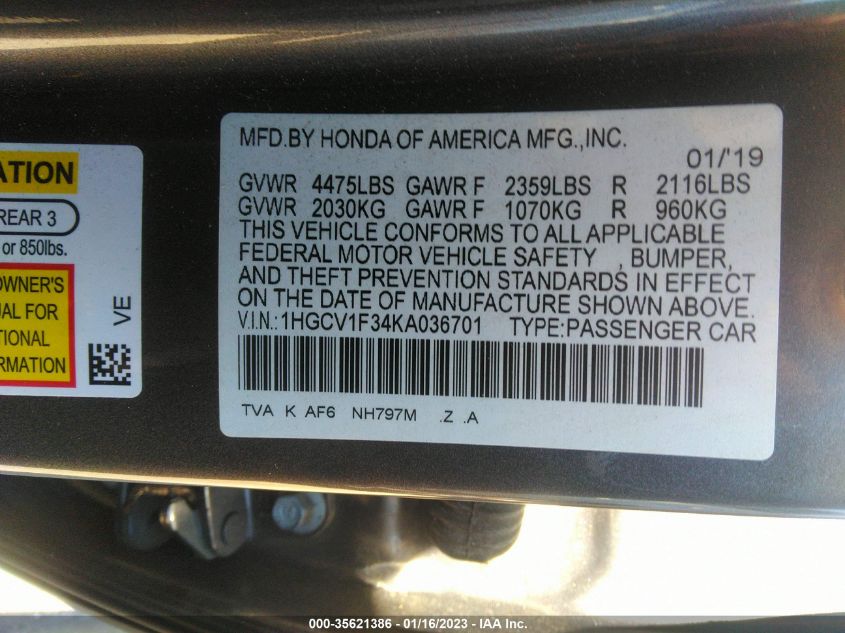 ATION
REAR 3
or 850lbs.
OWNER'S
UAL FOR
TIONAL
RMATION
VE
MFD.BY HONDA OF AMERICA MFG.,INC.
01/'19
GVWR 4475LBS GAWR F 2359LBS R 2116LBS
GVWR 2030KG GAWR F 1070KG R 960KG
THIS VEHICLE CONFORMS TO ALL APPLICABLE
FEDERAL MOTOR VEHICLE SAFETY , BUMPER,
AND THEFT PREVENTION STANDARDS IN EFFECT
ON THE DATE OF MANUFACTURE SHOWN ABOVE.
V.I.N.:1HGCV1F34KA036701 TYPE:PASSENGER CAR
TVA K AF6 NH797M .Z .A
000-35621386 - 01/16/2023 - IAA Inc.